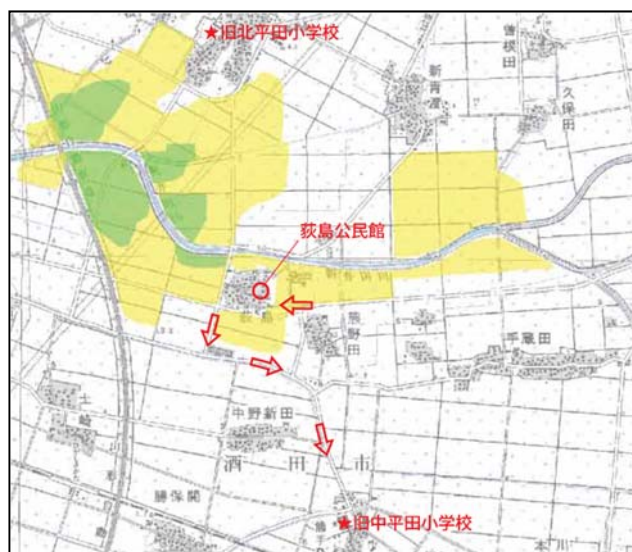 ★旧北平田小学校
曽根田
新青渡
久保田
荻島公民館
荻島
熊野田
手蔵田
土崎
中野新田
酒田市
勝保関
★旧中平田小学校